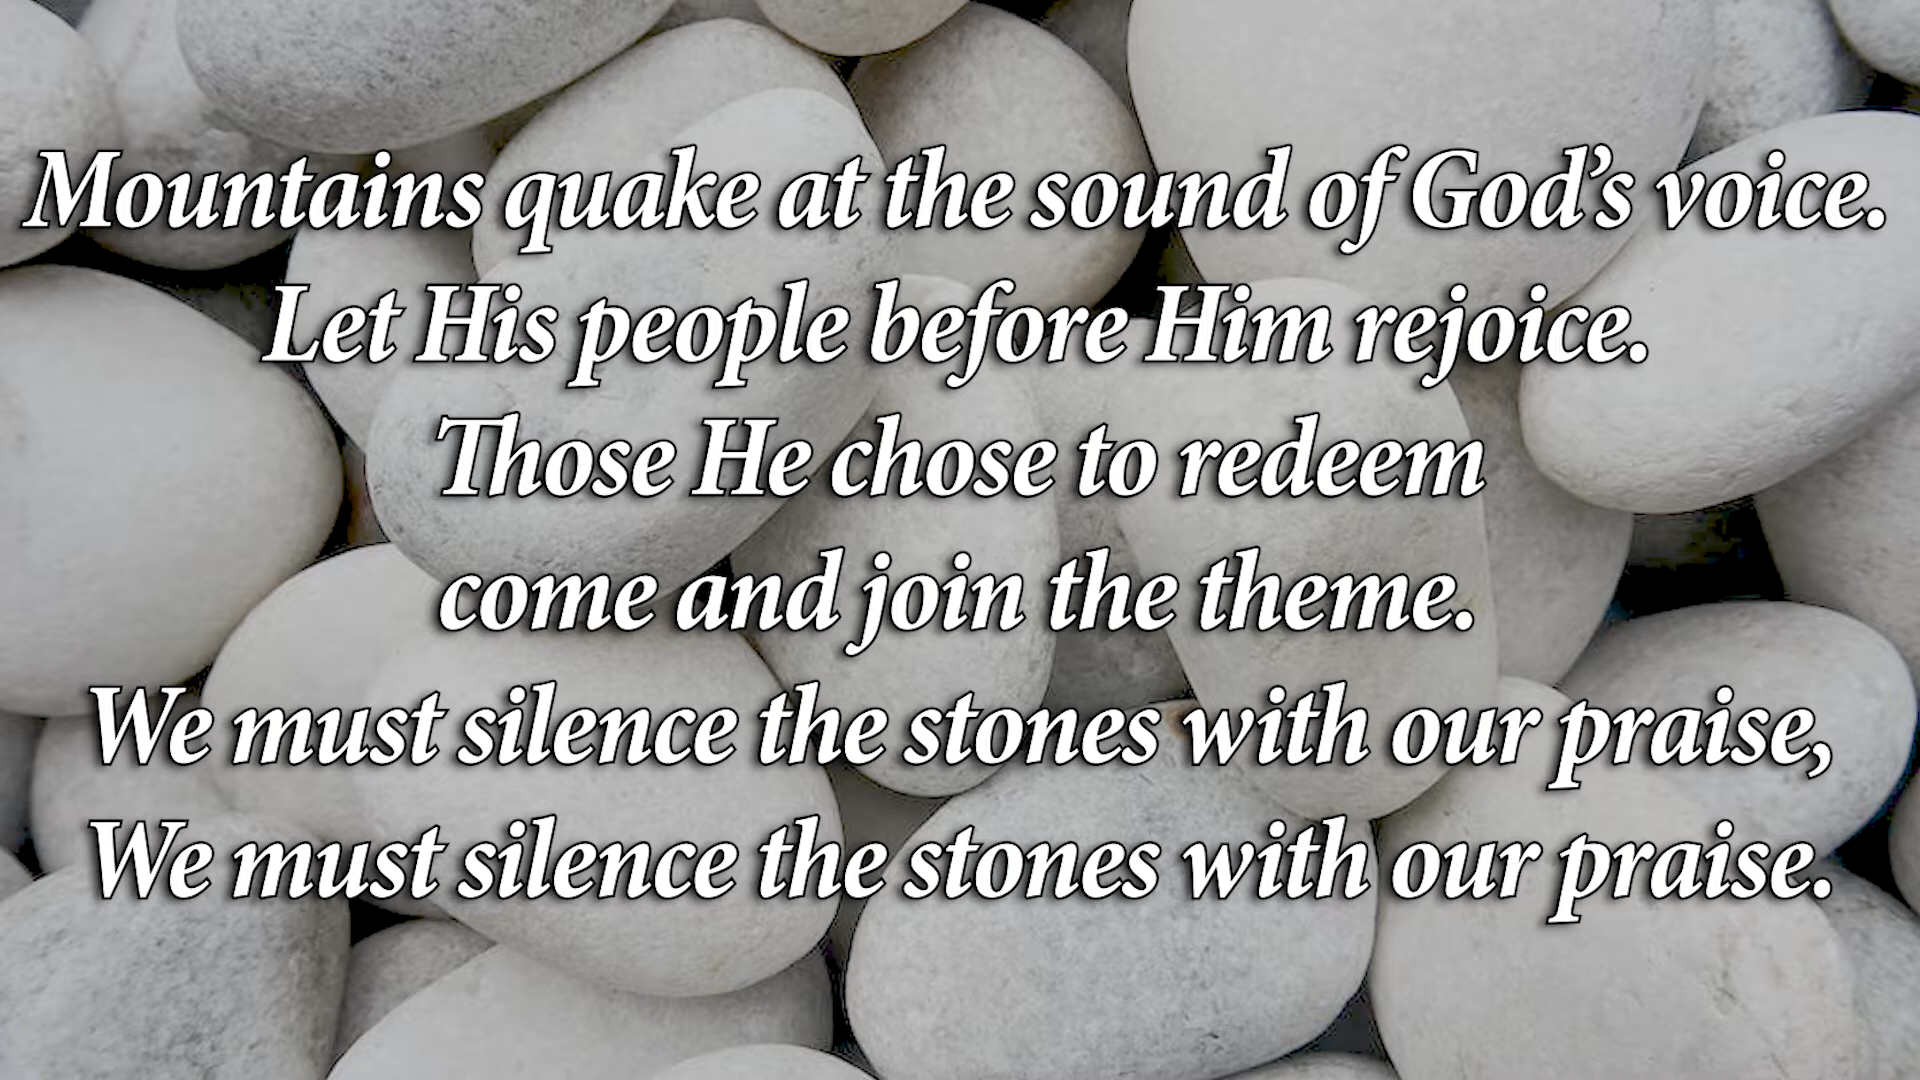 Mountains quake at the sound of God’s voice.
Let His people before Him rejoice.
Those He chose to redeem
come and join the theme.
We must silence the stones with our praise,
We must silence the stones with our praise.